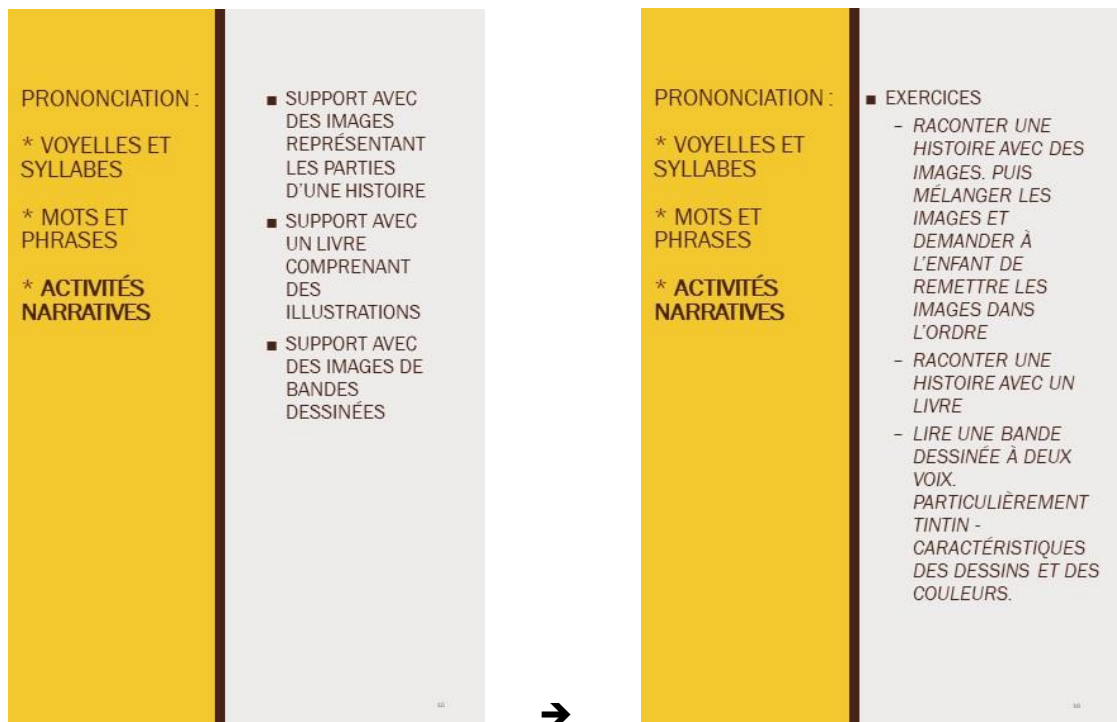 PRONONCIATION :
* VOYELLES ET
SYLLABES
* MOTS ET
PHRASES
* ACTIVITÉS
NARRATIVES
■ SUPPORT AVEC
DES IMAGES
REPRÉSENTANT
LES PARTIES
D'UNE HISTOIRE
■ SUPPORT AVEC
UN LIVRE
COMPRENANT
DES
ILLUSTRATIONS
■ SUPPORT AVEC
DES IMAGES DE
BANDES
DESSINÉES
➔
PRONONCIATION :
* VOYELLES ET
SYLLABES
* MOTS ET
PHRASES
* ACTIVITÉS
NARRATIVES
■ EXERCICES
– RACONTER UNE
HISTOIRE AVEC DES
IMAGES. PUIS
MÉLANGER LES
IMAGES ET
DEMANDER À
L'ENFANT DE
REMETTRE LES
IMAGES DANS
L'ORDRE
– RACONTER UNE
HISTOIRE AVEC UN
LIVRE
– LIRE UNE BANDE
DESSINÉE À DEUX
VOIX.
PARTICULIÈREMENT
TINTIN -
CARACTÉRISTIQUES
DES DESSINS ET DES
COULEURS.